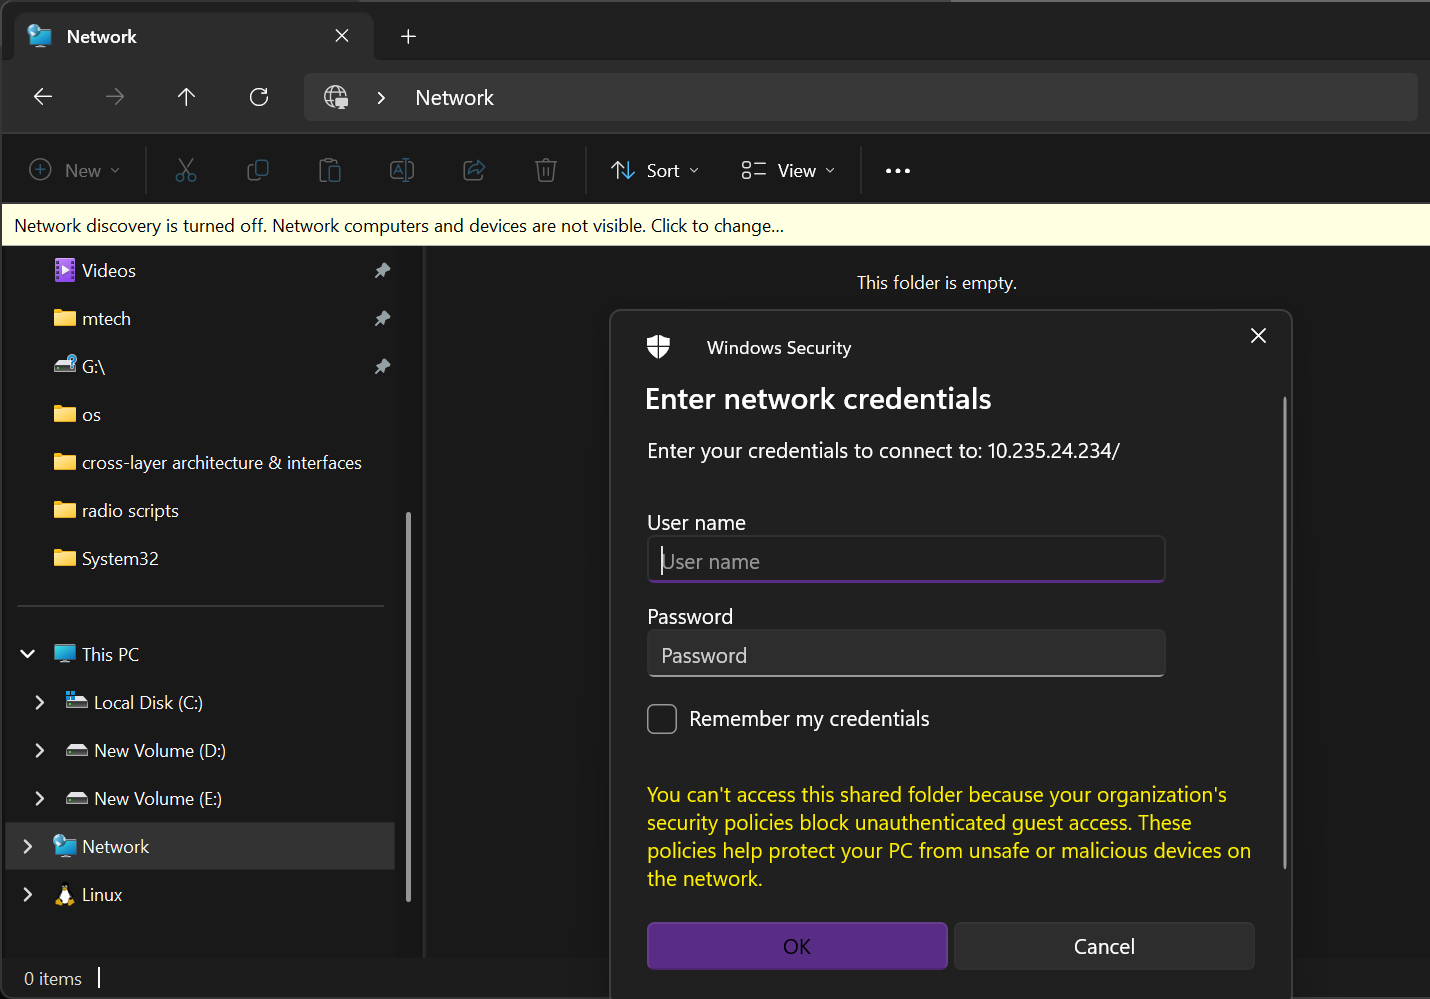 Network
Network
New
Sort
View
Network discovery is turned off. Network computers and devices are not visible. Click to change...
Videos
mtech
G:\
os
cross-layer architecture & interfaces
radio scripts
System32
This PC
Local Disk (C:)
New Volume (D:)
New Volume (E:)
Network
Linux
0 items
This folder is empty.
Windows Security
Enter network credentials
Enter your credentials to connect to: 10.235.24.234/
User name
User name
Password
Password
Remember my credentials
You can't access this shared folder because your organization's
security policies block unauthenticated guest access. These
policies help protect your PC from unsafe or malicious devices on
the network.
OK
Cancel